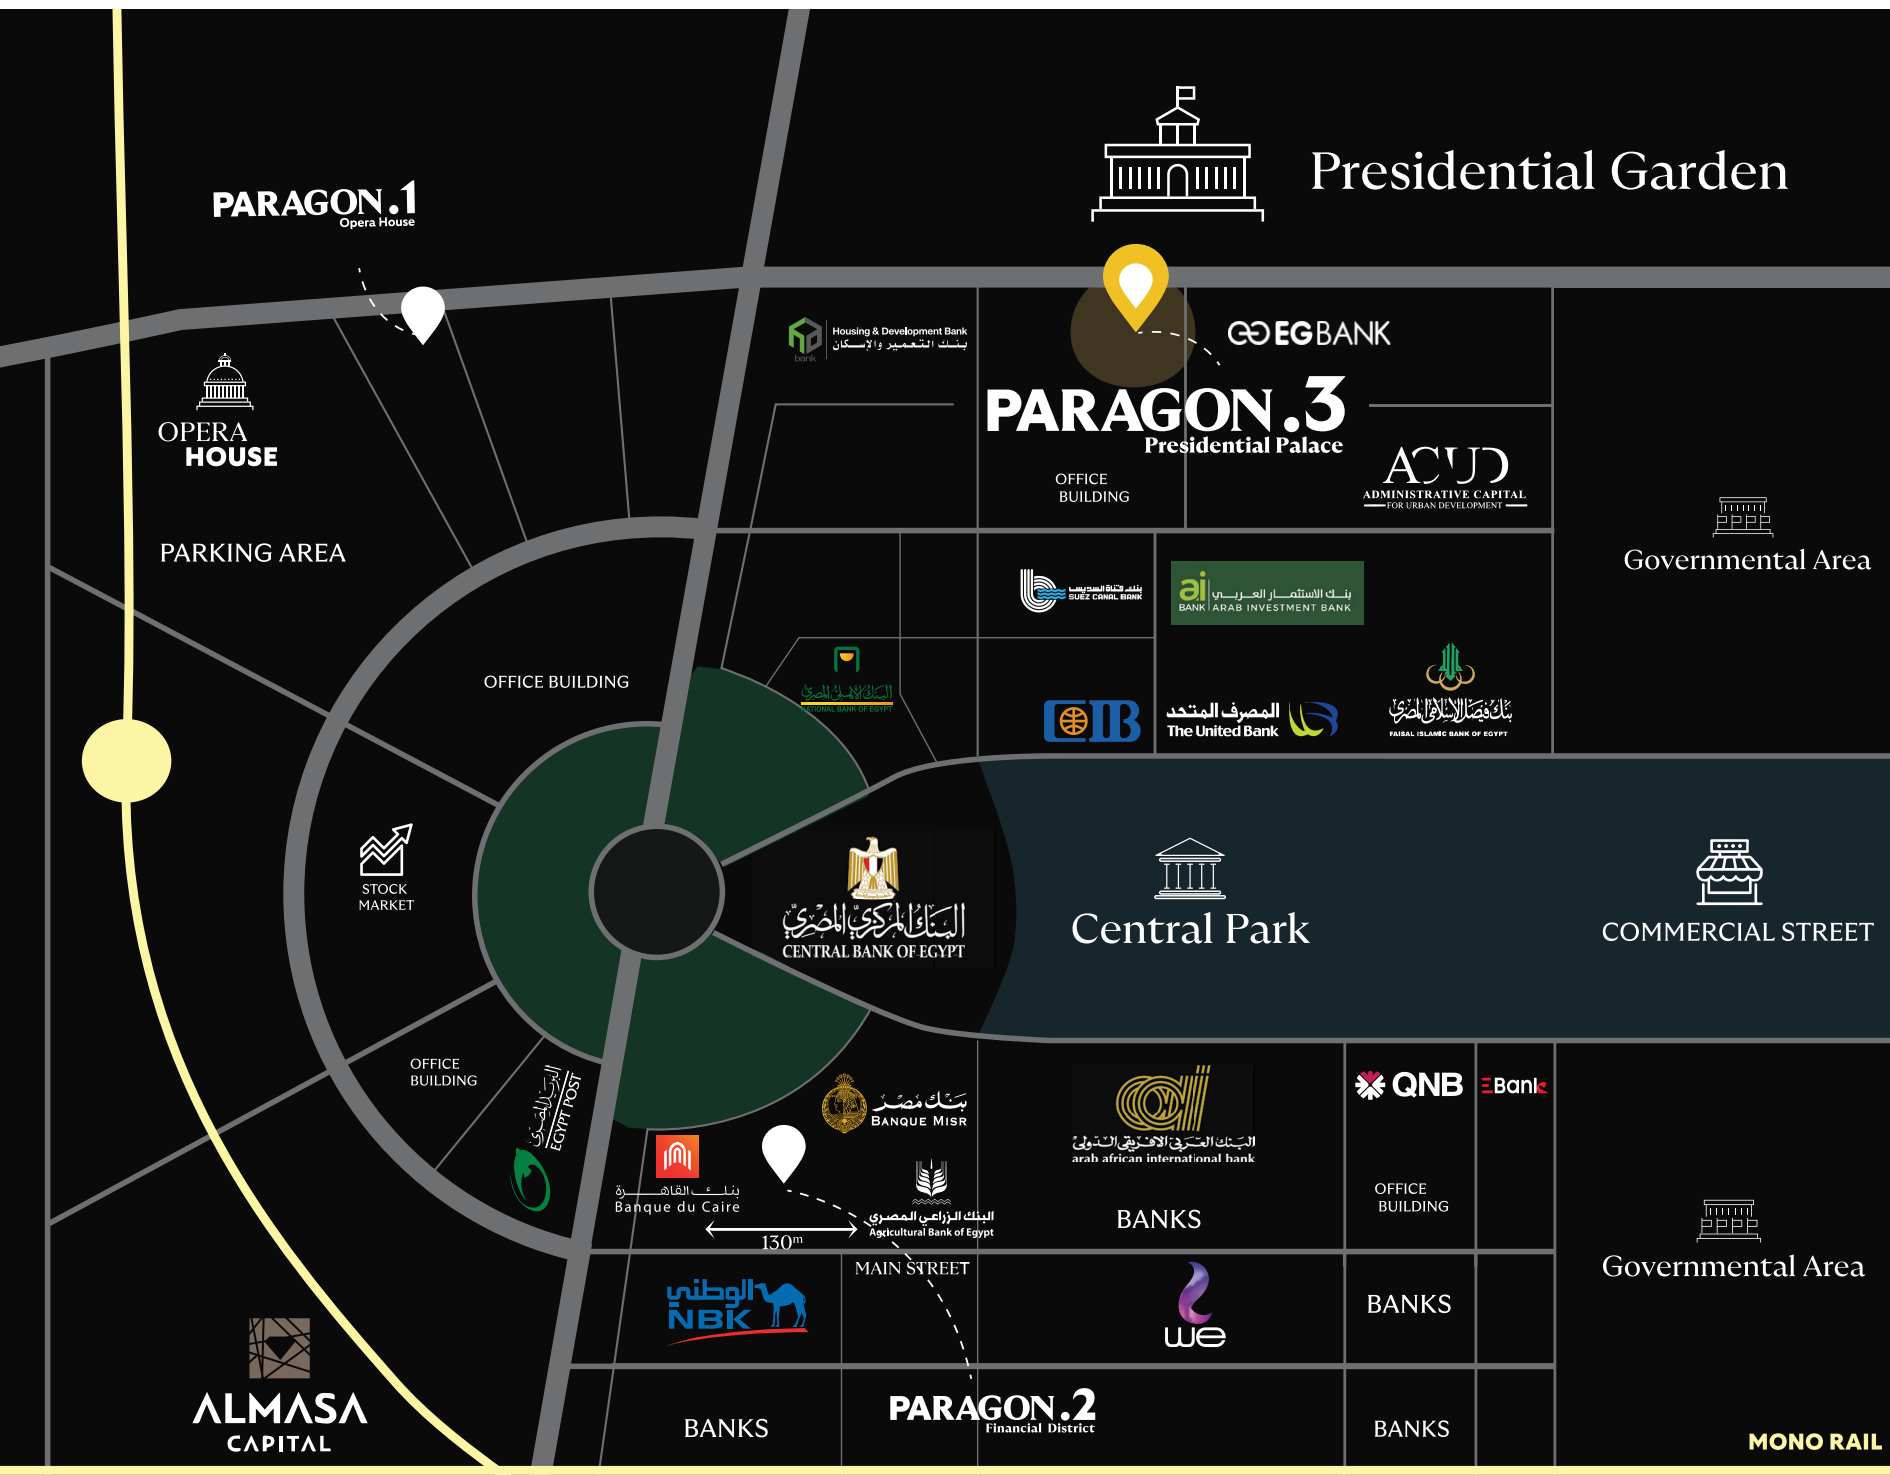 Presidential Garden
PARAGON.1
Opera House
Housing & Development Bank
بنك التعمير والإسكان
bank
EGBANK
PARAGON.3
Presidential Palace
OPERA
HOUSE
OFFICE
BUILDING
ACUD
ADMINISTRATIVE CAPITAL
FOR URBAN DEVELOPMENT
PARKING AREA
Governmental Area
بنك قناة السويس
SUEZ CANAL BANK
ai
BANK
بنك الاستثمار العربي
ARAB INVESTMENT BANK
OFFICE BUILDING
البنك الأهلي المصري
NATIONAL BANK OF EGYPT
CIB
المصرف المتحد
The United Bank
بنك فيصل الإسلامي المصري
FAISAL ISLAMIC BANK OF EGYPT
STOCK
MARKET
البنك المركزي المصري
CENTRAL BANK OF EGYPT
Central Park
COMMERCIAL STREET
OFFICE
BUILDING
البريد المصري
EGYPT POST
بنك مصر
BANQUE MISR
البنك العربي الافريقي الدولي
arab african international bank
QNB
EBank
بنك القاهرة
Banque du Caire
البنك الزراعي المصري
Agricultural Bank of Egypt
130m
BANKS
OFFICE
BUILDING
MAIN STREET
الوطني
NBK
we
BANKS
Governmental Area
ALMASA
CAPITAL
BANKS
PARAGON.2
Financial District
BANKS
MONO RAIL